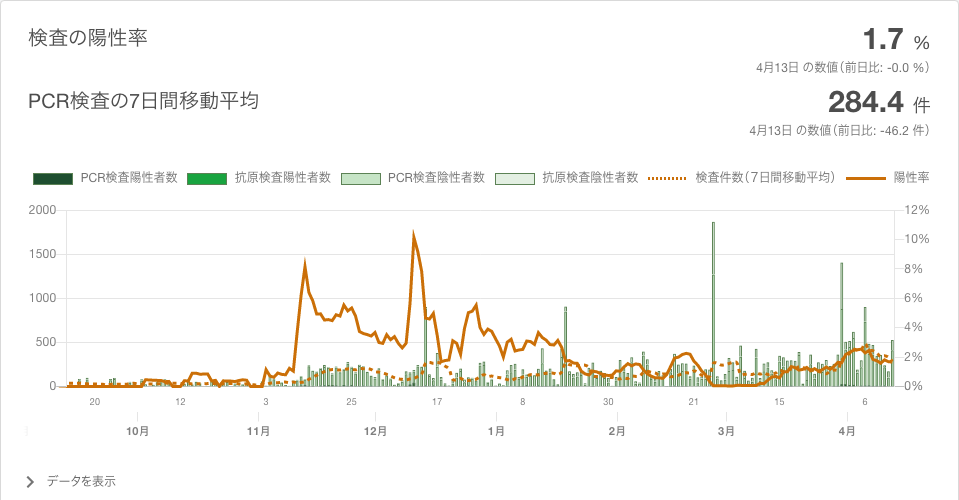 検査の陽性率
1.7 %
4月13日 の数値（前日比: -0.0 %）
PCR検査の7日間移動平均
284.4 件
4月13日 の数値（前日比: -46.2 件）
PCR検査陽性者数 抗原検査陽性者数 PCR検査陰性者数 抗原検査陰性者数 検査件数（7日間移動平均） 陽性率
2000 12%
10%
1500
8%
1000 6%
4%
500
2%
0 0%
20 12 3 25 17 8 30 21 15 6
10月 11月 12月 1月 2月 3月 4月
データを表示